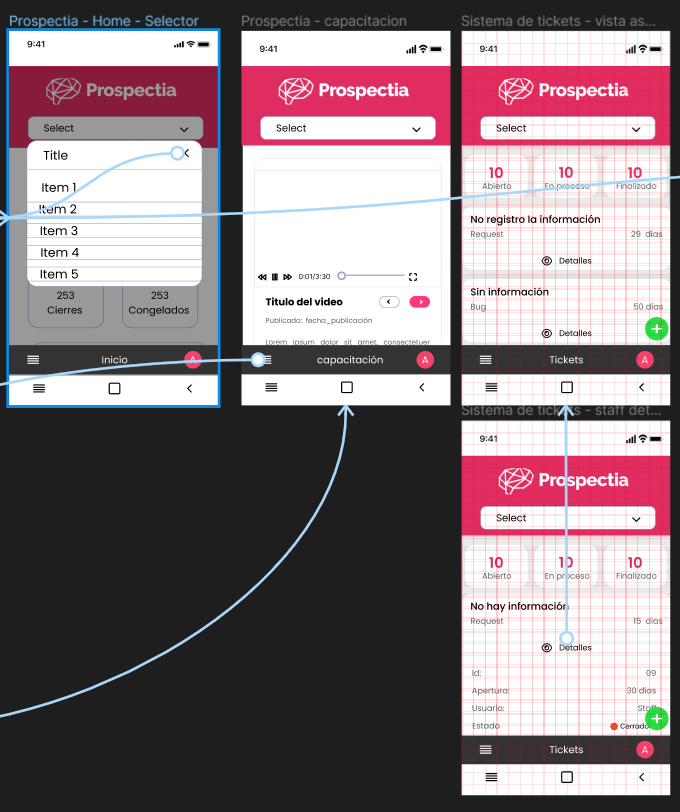 Prospectia - Home - Selector
9:41
Prospectia
Select
Title
Item 1
Item 2
Item 3
Item 4
Item 5
253
Cierres
253
Congelados
Inicio
A
Prospectia - capacitacion
9:41
Prospectia
Select
0:01/3:30
Titulo del video
Publicado: fecha_publicación
Lorem ipsum dolor sit amet, consectetuer
capacitación
A
Sistema de tickets - vista as...
9:41
Prospectia
Select
10
Abierto
10
En proceso
10
Finalizado
No registro la información
Request
29 dias
Detalles
Sin información
Bug
50 dias
Detalles
Tickets
A
Sistema de tickets - staff det...
9:41
Prospectia
Select
10
Abierto
10
En proceso
10
Finalizado
No hay información
Request
15 dias
Detalles
Id:
09
Apertura:
30 dias
Usuario:
Staff
Estado
Cerrado
Tickets
A